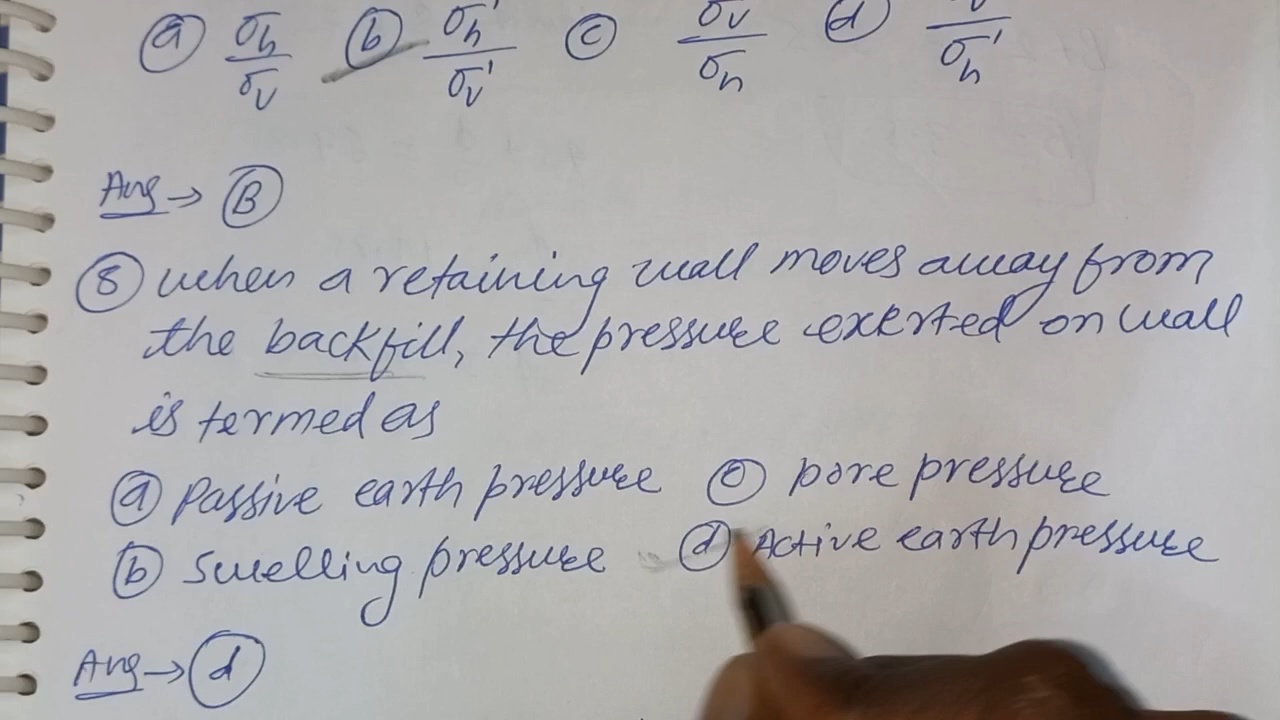 ⓐ σh/σv ⓑ σh'/σv' ⓒ σv/σh ⓓ /σh'
Ans → Ⓑ
⑧ when a retaining wall moves away from
the backfill, the pressure exerted on wall
is termed as
ⓐ Passive earth pressure ⓒ pore pressure
ⓑ Swelling pressure ⓓ Active earth pressure
Ans → ⓓ